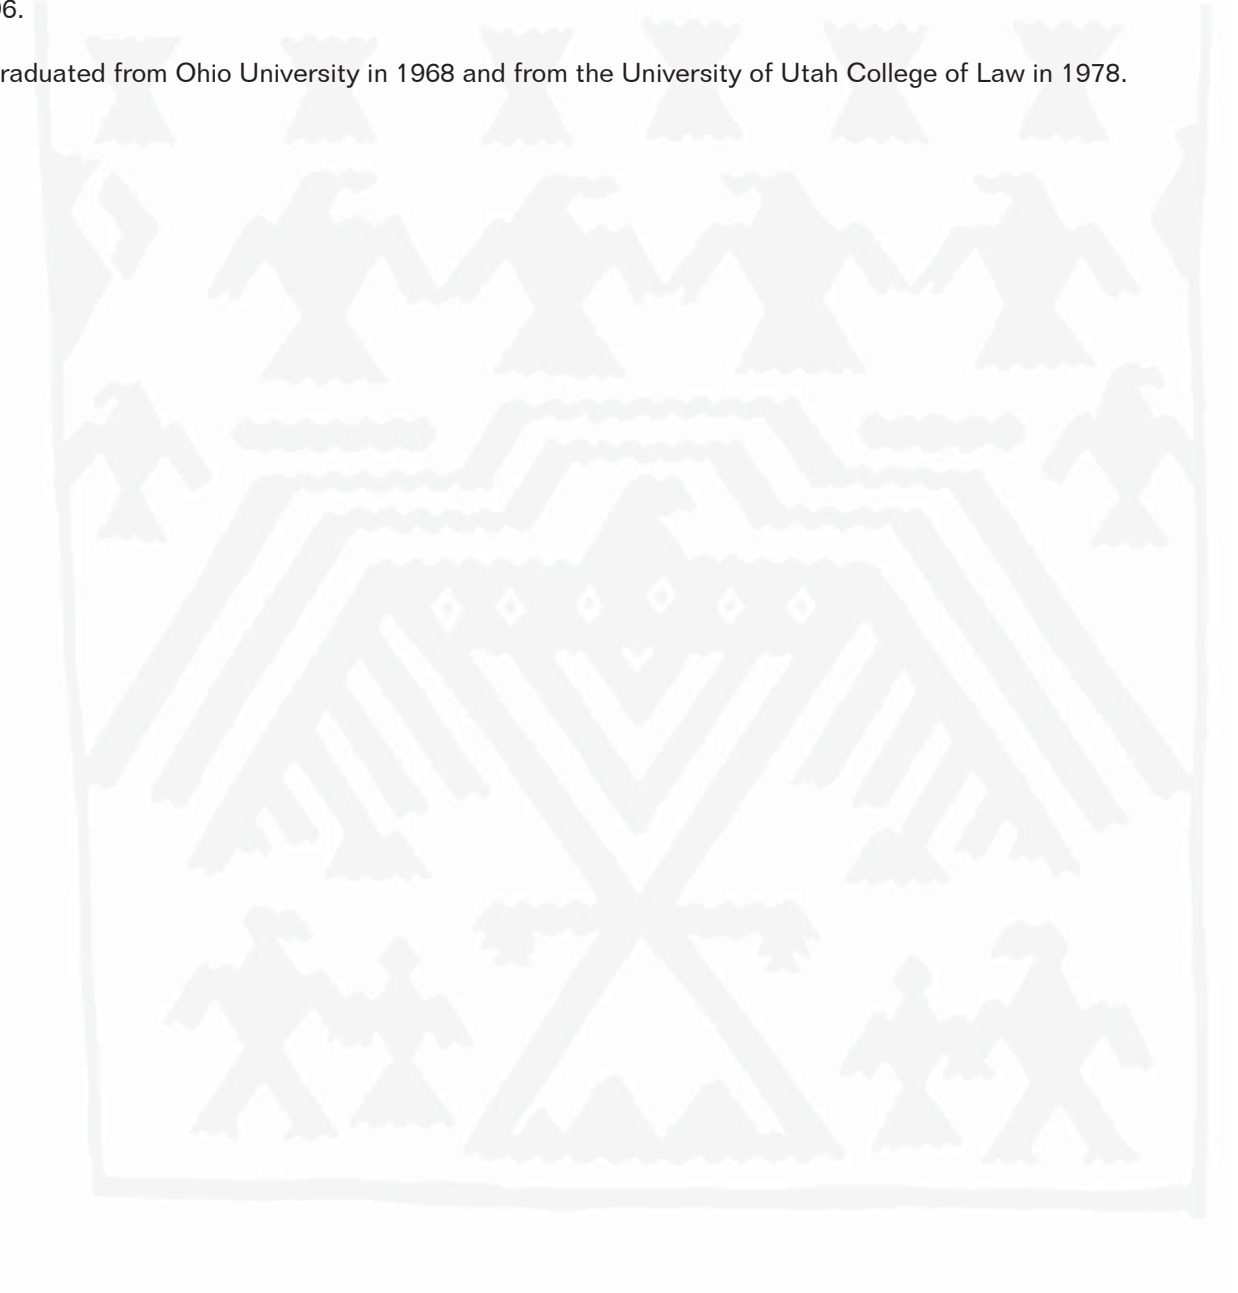 6.
raduated from Ohio University in 1968 and from the University of Utah College of Law in 1978.